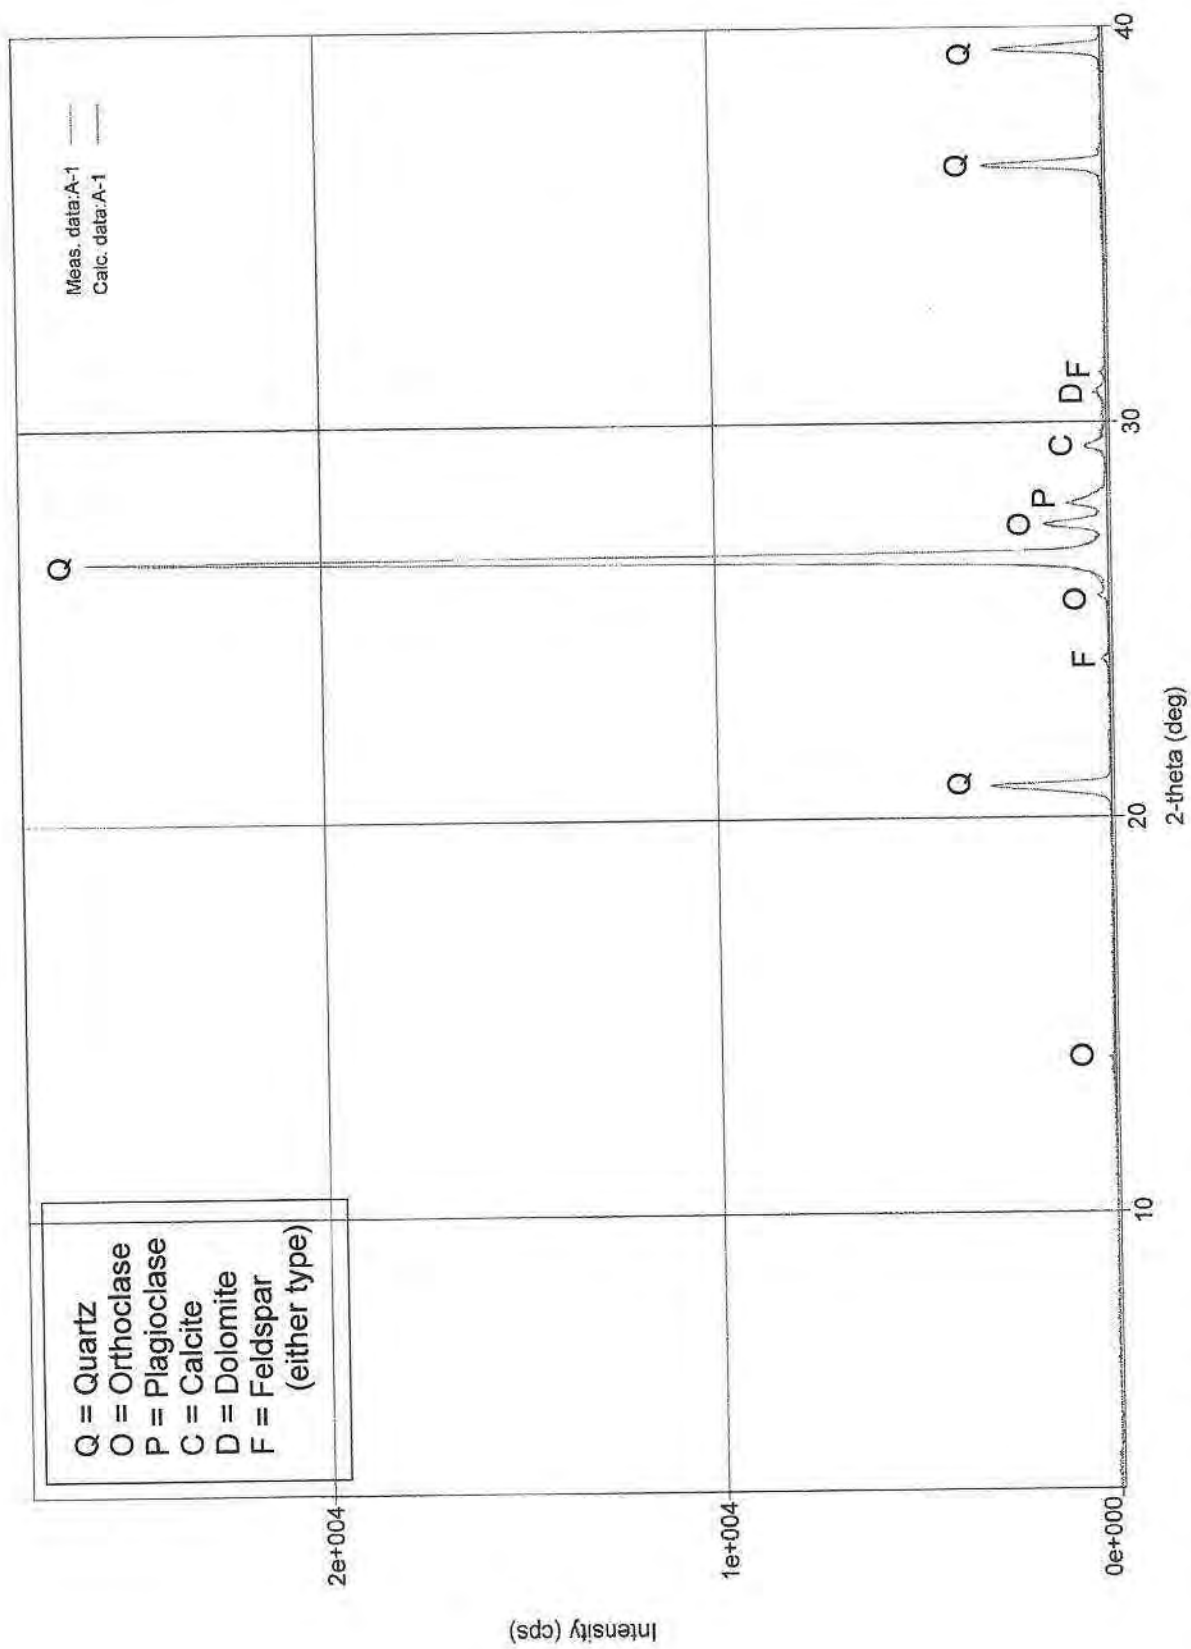 Q = Quartz
O = Orthoclase
P = Plagioclase
C = Calcite
D = Dolomite
F = Feldspar
(either type)
Meas. data:A-1
Calc. data:A-1
Intensity (cps)
2e+004
1e+004
0e+000
O
Q
F
O
Q
O
P
C
D
F
Q
Q
10
20
30
40
2-theta (deg)